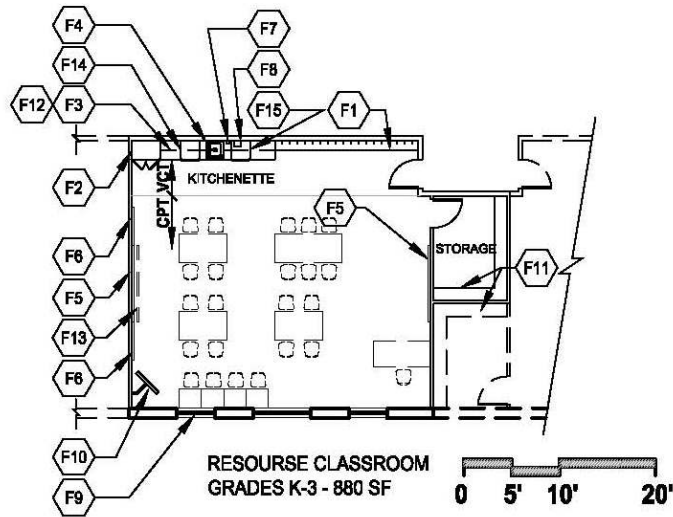 F4
F7
F14
F8
F12
F3
F15
F1
F2
KITCHENETTE
CPT
VCT
F5
F6
STORAGE
F5
F11
F13
F6
F10
F9
RESOURSE CLASSROOM
GRADES K-3 - 880 SF
0 5' 10' 20'